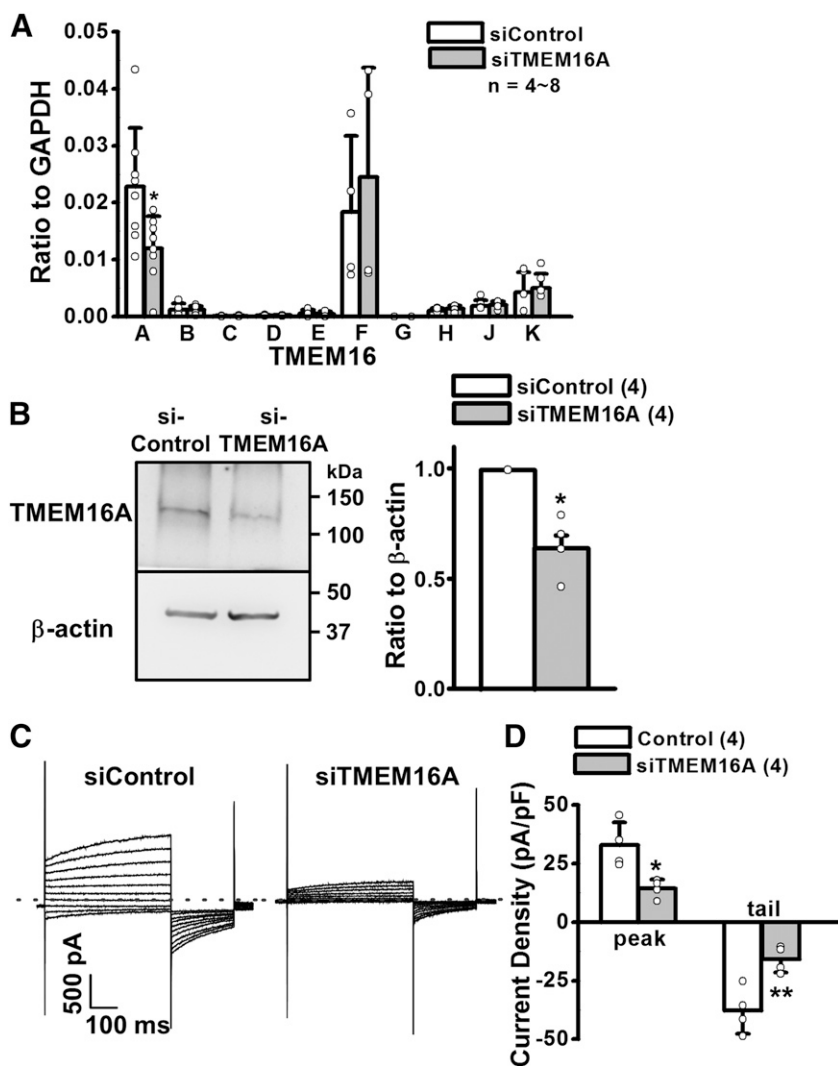 A
0.05
0.04
0.03
0.02
0.01
0.00
Ratio to GAPDH
siControl
siTMEM16A
n = 4~8
*
A B C D E F G H J K
TMEM16
B
si-
Control
si-
TMEM16A
kDa
TMEM16A
150
100
50
β-actin
37
siControl (4)
siTMEM16A (4)
Ratio to β-actin
1.0
0.5
0.0
*
C
siControl
siTMEM16A
500 pA
100 ms
D
Control (4)
siTMEM16A (4)
Current Density (pA/pF)
50
25
0
-25
-50
*
peak
tail
**